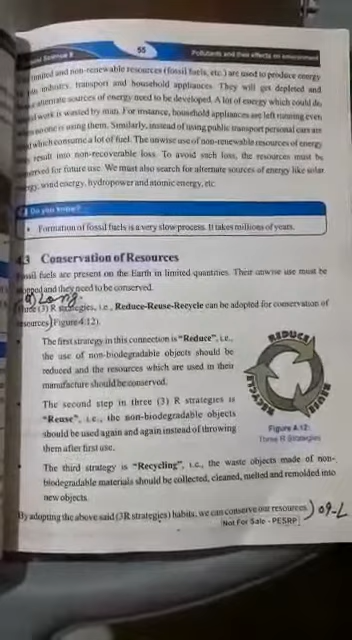 Science 8 55 Pollutants and their effects on environment
limited and non-renewable resources (fossil fuels, etc.) are used to produce energy
industry, transport and household appliances. They will get depleted and
alternate sources of energy need to be developed. A lot of energy which could do
work is wasted by man. For instance, household appliances are left running even
no one is using them. Similarly, instead of using public transport personal cars are
which consume a lot of fuel. The unwise use of non-renewable resources of energy
result into non-recoverable loss. To avoid such loss, the resources must be
for future use. We must also search for alternate sources of energy like solar
wind energy, hydropower and atomic energy, etc.
Do you know?
• Formation of fossil fuels is a very slow process. It takes millions of years.
4.3 Conservation of Resources
fossil fuels are present on the Earth in limited quantities. Their unwise use must be
and they need to be conserved.
Long
(3) R strategies, i.e., Reduce-Reuse-Recycle can be adopted for conservation of
resources (Figure 4.12).
• The first strategy in this connection is “Reduce”, i.e.,
the use of non-biodegradable objects should be
reduced and the resources which are used in their
manufacture should be conserved.
• The second step in three (3) R strategies is
“Reuse”, i.e., the non-biodegradable objects
should be used again and again instead of throwing
them after first use.
REDUCE
REUSE
RECYCLE
Figure 4.12:
Three R Strategies
• The third strategy is “Recycling”, i.e., the waste objects made of non-
biodegradable materials should be collected, cleaned, melted and remolded into
new objects.
By adopting the above said (3R strategies) habits, we can conserve our resources.
Not For Sale - PESRP